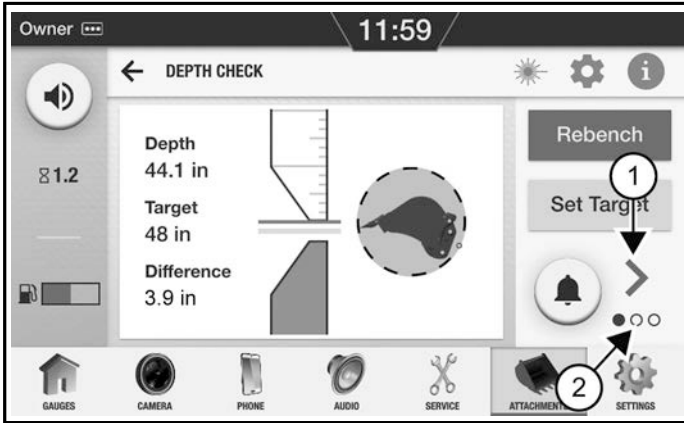 Owner
11:59
DEPTH CHECK
i
Depth
44.1 in
Target
48 in
Difference
3.9 in
1.2
Rebench
1
Set Target
2
GAUGES
CAMERA
PHONE
AUDIO
SERVICE
ATTACHMENTS
SETTINGS